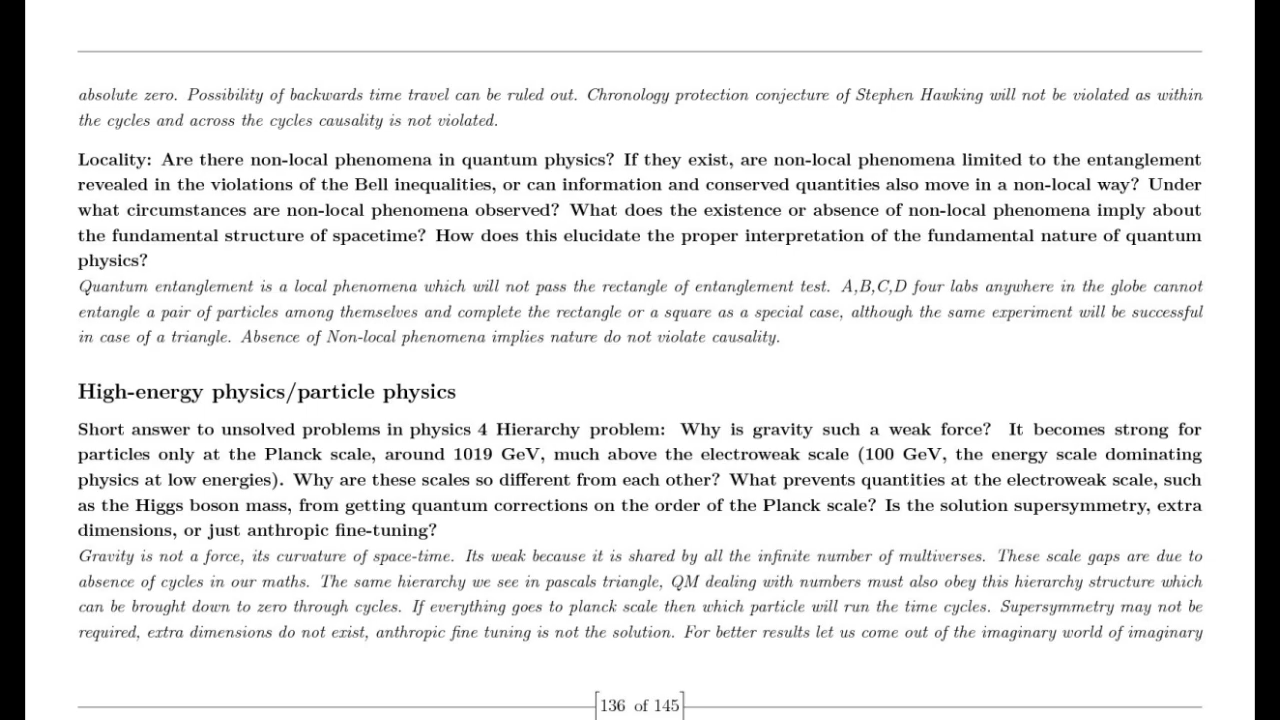 absolute zero. Possibility of backwards time travel can be ruled out. Chronology protection conjecture of Stephen Hawking will not be violated as within
the cycles and across the cycles causality is not violated.
Locality: Are there non-local phenomena in quantum physics? If they exist, are non-local phenomena limited to the entanglement
revealed in the violations of the Bell inequalities, or can information and conserved quantities also move in a non-local way? Under
what circumstances are non-local phenomena observed? What does the existence or absence of non-local phenomena imply about
the fundamental structure of spacetime? How does this elucidate the proper interpretation of the fundamental nature of quantum
physics?
Quantum entanglement is a local phenomena which will not pass the rectangle of entanglement test. A,B,C,D four labs anywhere in the globe cannot
entangle a pair of particles among themselves and complete the rectangle or a square as a special case, although the same experiment will be successful
in case of a triangle. Absence of Non-local phenomena implies nature do not violate causality.
High-energy physics/particle physics
Short answer to unsolved problems in physics 4 Hierarchy problem: Why is gravity such a weak force? It becomes strong for
particles only at the Planck scale, around 1019 GeV, much above the electroweak scale (100 GeV, the energy scale dominating
physics at low energies). Why are these scales so different from each other? What prevents quantities at the electroweak scale, such
as the Higgs boson mass, from getting quantum corrections on the order of the Planck scale? Is the solution supersymmetry, extra
dimensions, or just anthropic fine-tuning?
Gravity is not a force, its curvature of space-time. Its weak because it is shared by all the infinite number of multiverses. These scale gaps are due to
absence of cycles in our maths. The same hierarchy we see in pascals triangle, QM dealing with numbers must also obey this hierarchy structure which
can be brought down to zero through cycles. If everything goes to planck scale then which particle will run the time cycles. Supersymmetry may not be
required, extra dimensions do not exist, anthropic fine tuning is not the solution. For better results let us come out of the imaginary world of imaginary
136 of 145